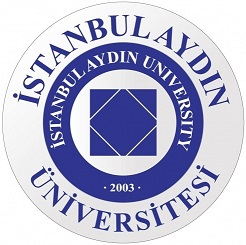 İSTANBUL AYDIN
ÜNİVERSİTESİ
İSTANBUL AYDIN UNIVERSITY
· 2003 ·